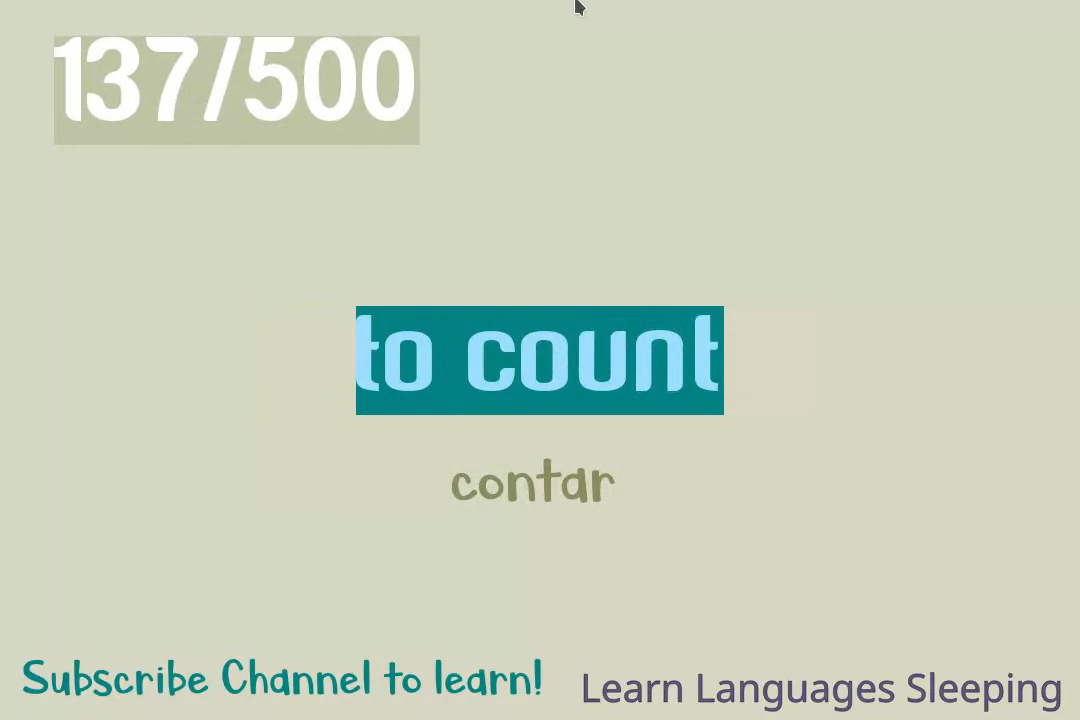 137/500
to count
contar
Subscribe Channel to learn!
Learn Languages Sleeping